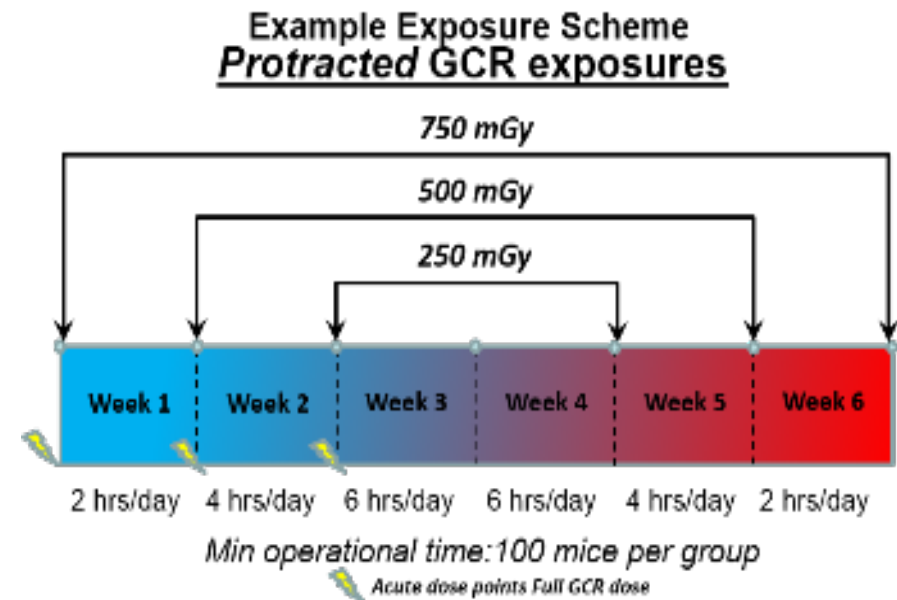 Example Exposure Scheme
Protracted GCR exposures
750 mGy
500 mGy
250 mGy
Week 1 Week 2 Week 3 Week 4 Week 5 Week 6
2 hrs/day 4 hrs/day 6 hrs/day 6 hrs/day 4 hrs/day 2 hrs/day
Min operational time:100 mice per group
Acute dose points Full GCR dose